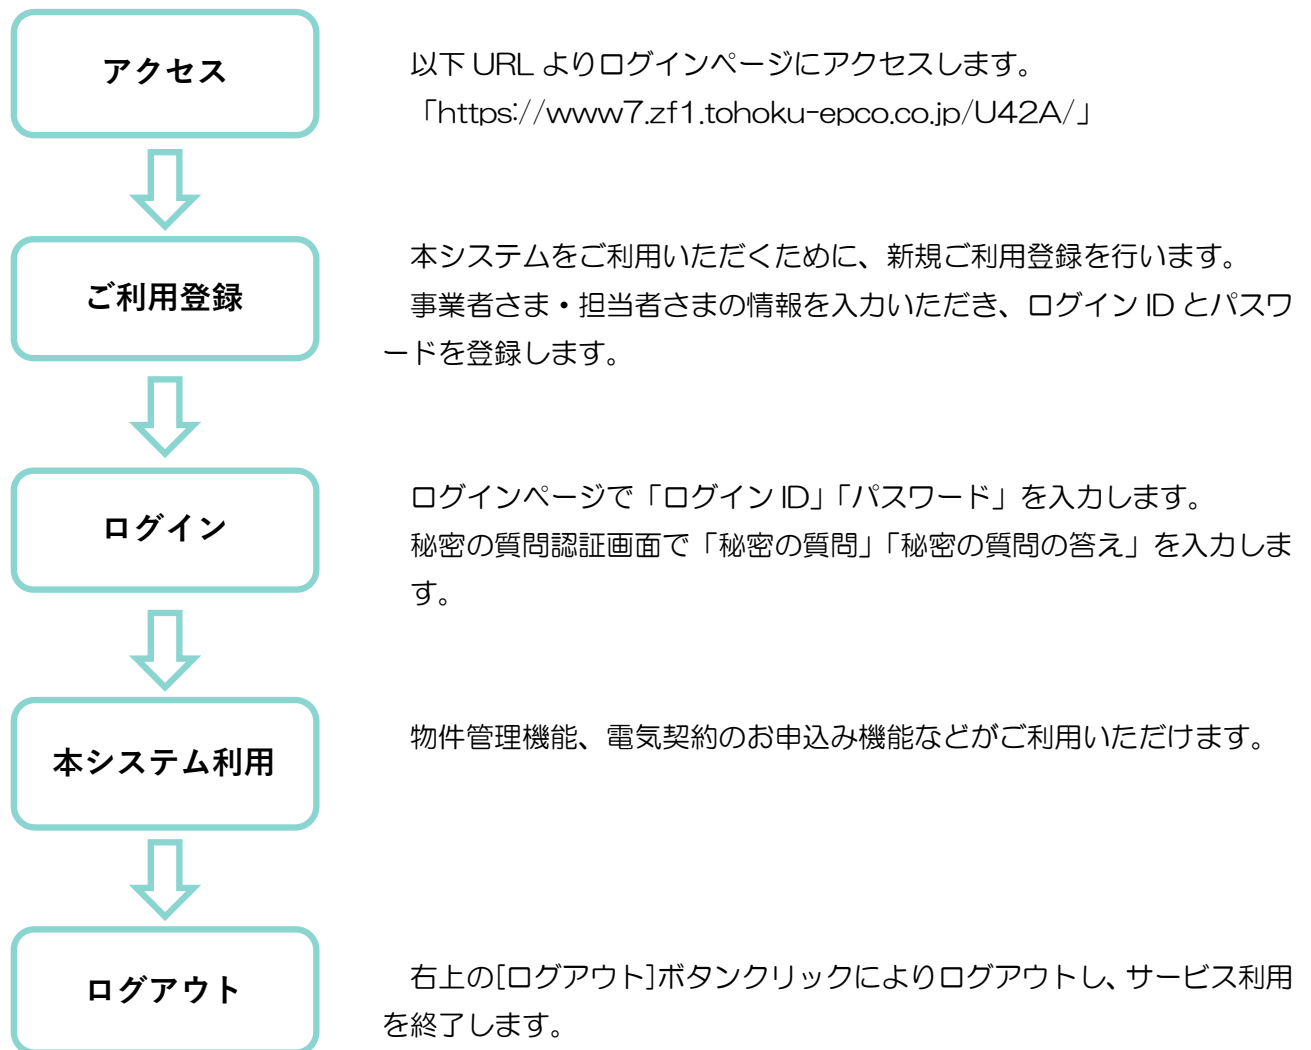 アクセス
以下 URL よりログインページにアクセスします。
「https://www7.zf1.tohoku-epco.co.jp/U42A/」
ご利用登録
本システムをご利用いただくために、新規ご利用登録を行います。
事業者さま・担当者さまの情報を入力いただき、ログイン ID とパスワ
ードを登録します。
ログイン
ログインページで「ログイン ID」「パスワード」を入力します。
秘密の質問認証画面で「秘密の質問」「秘密の質問の答え」を入力しま
す。
本システム利用
物件管理機能、電気契約のお申込み機能などがご利用いただけます。
ログアウト
右上の[ログアウト]ボタンクリックによりログアウトし、サービス利用
を終了します。